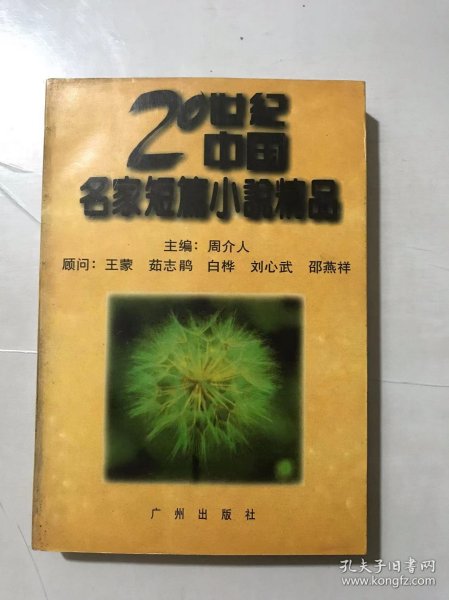 20世纪
中国
名家短篇小说精品
主编：周介人
顾问：王蒙 茹志鹃 白桦 刘心武 邵燕祥
广州出版社
孔夫子旧书网
www.kongfz.com